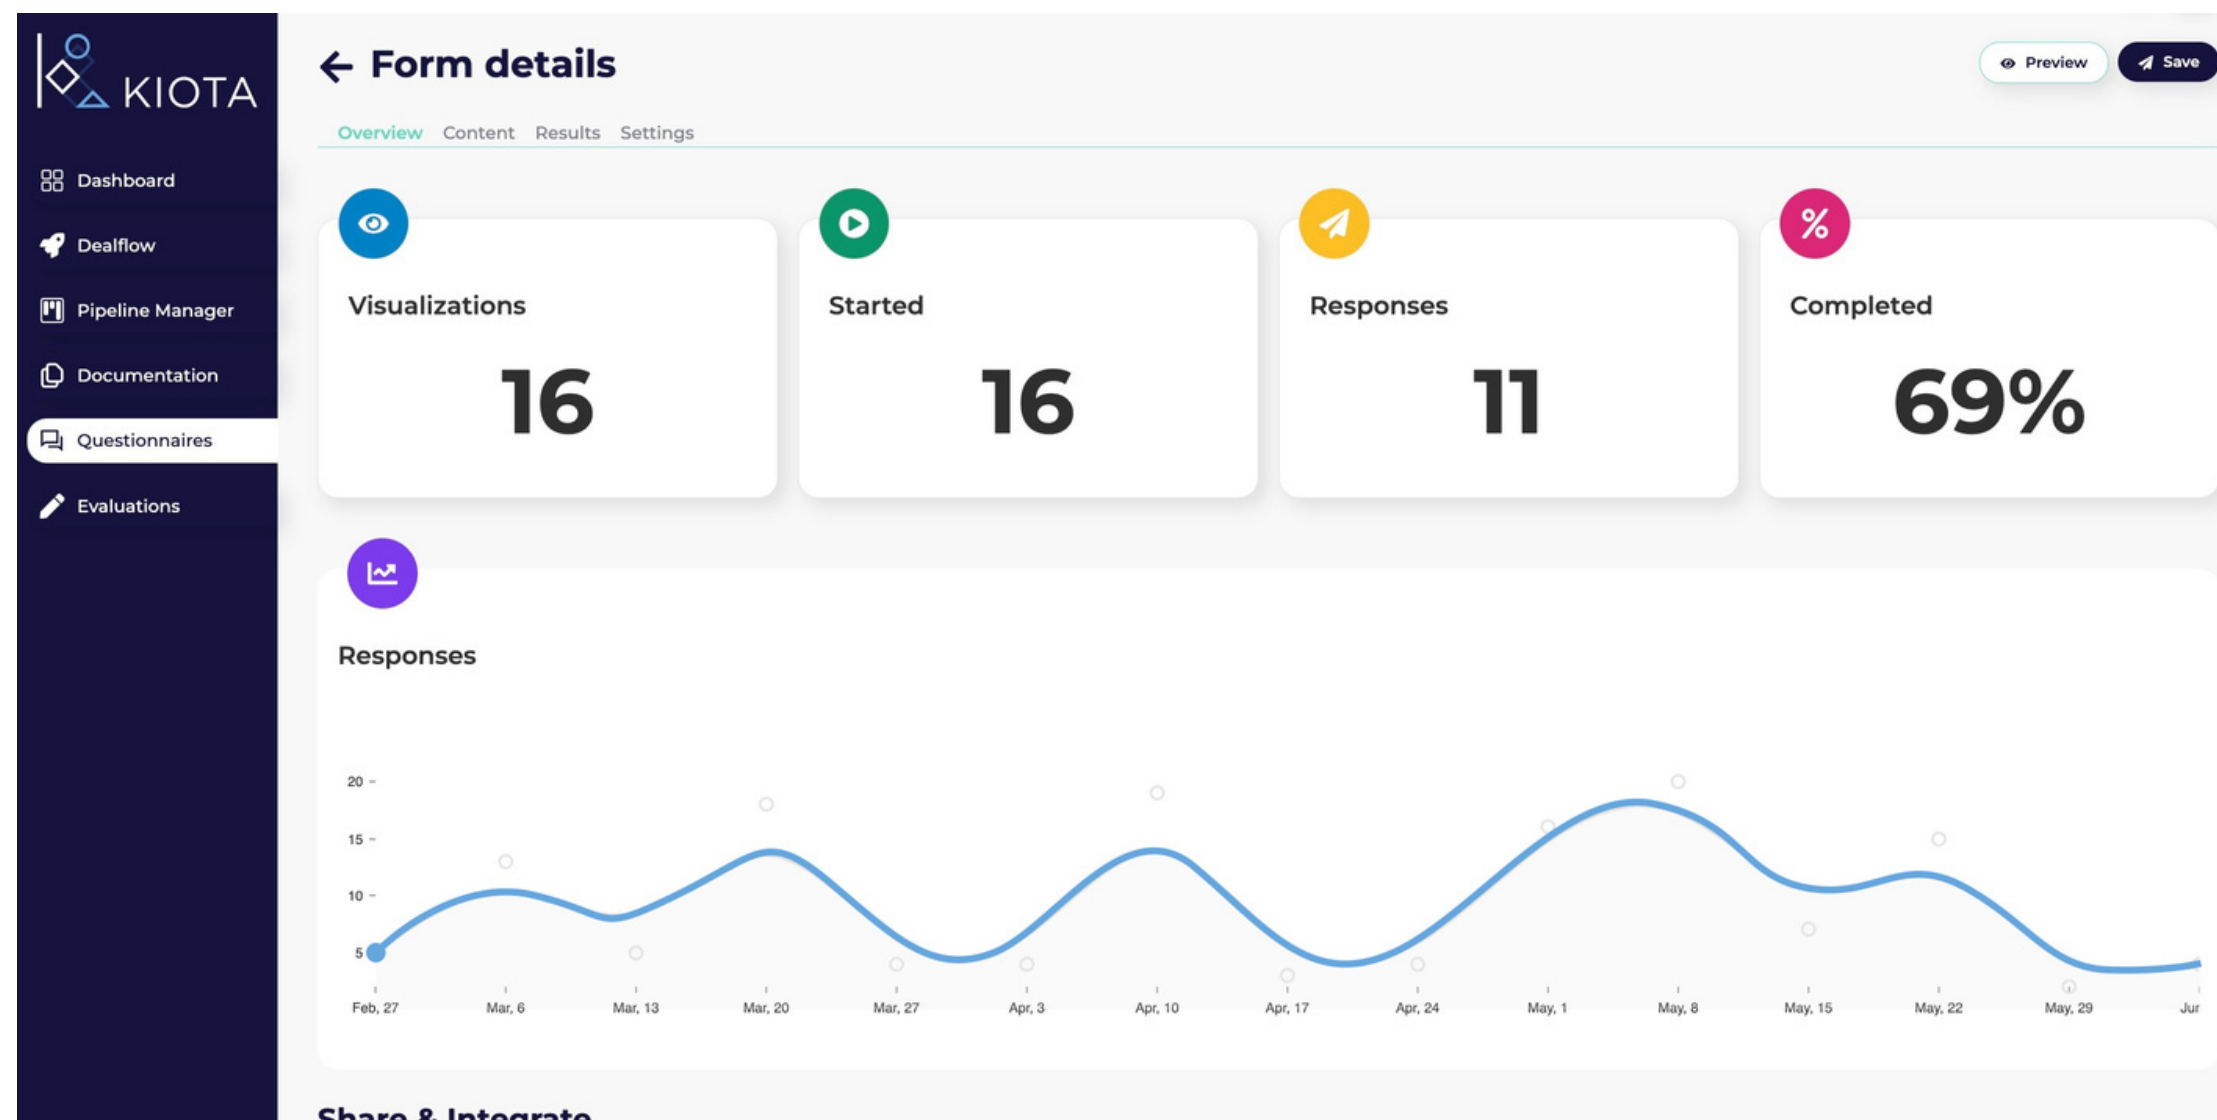 KIOTA
Dashboard
Dealflow
Pipeline Manager
Documentation
Questionnaires
Evaluations
Form details
Preview
Save
Overview Content Results Settings
Visualizations
16
Started
16
Responses
11
Completed
69%
Responses
20
15
10
5
Feb, 27 Mar, 6 Mar, 13 Mar, 20 Mar, 27 Apr, 3 Apr, 10 Apr, 17 Apr, 24 May, 1 May, 8 May, 15 May, 22 May, 29 Jur
Share & Integrate